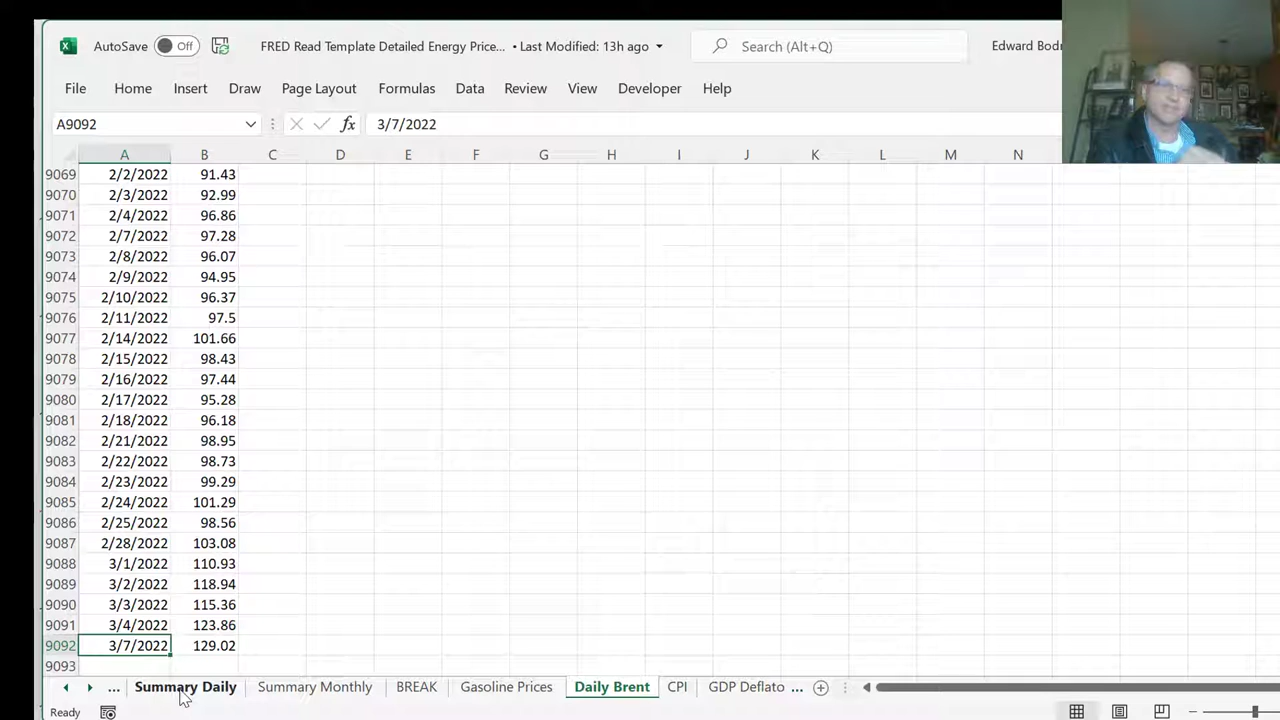 AutoSave Off FRED Read Template Detailed Energy Price... • Last Modified: 13h ago Search (Alt+Q) Edward Bodr
File Home Insert Draw Page Layout Formulas Data Review View Developer Help
A9092 fx 3/7/2022
A B C D E F G H I J K L M N
9069 2/2/2022 91.43
9070 2/3/2022 92.99
9071 2/4/2022 96.86
9072 2/7/2022 97.28
9073 2/8/2022 96.07
9074 2/9/2022 94.95
9075 2/10/2022 96.37
9076 2/11/2022 97.5
9077 2/14/2022 101.66
9078 2/15/2022 98.43
9079 2/16/2022 97.44
9080 2/17/2022 95.28
9081 2/18/2022 96.18
9082 2/21/2022 98.95
9083 2/22/2022 98.73
9084 2/23/2022 99.29
9085 2/24/2022 101.29
9086 2/25/2022 98.56
9087 2/28/2022 103.08
9088 3/1/2022 110.93
9089 3/2/2022 118.94
9090 3/3/2022 115.36
9091 3/4/2022 123.86
9092 3/7/2022 129.02
9093
... Summary Daily Summary Monthly BREAK Gasoline Prices Daily Brent CPI GDP Deflato ...
Ready